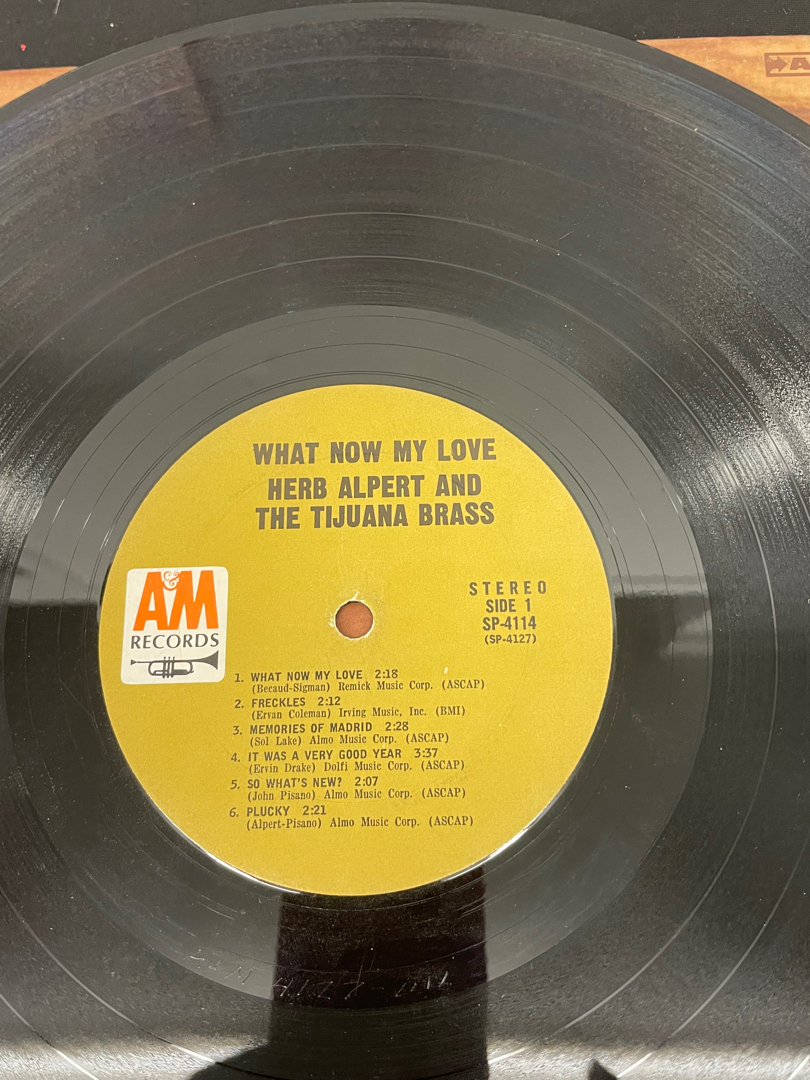 WHAT NOW MY LOVE
HERB ALPERT AND
THE TIJUANA BRASS
A&M
RECORDS
STEREO
SIDE 1
SP-4114
(SP-4127)
1. WHAT NOW MY LOVE 2:18
(Becaud-Sigman) Remick Music Corp. (ASCAP)
2. FRECKLES 2:12
(Ervan Coleman) Irving Music, Inc. (BMI)
3. MEMORIES OF MADRID 2:28
(Sol Lake) Almo Music Corp. (ASCAP)
4. IT WAS A VERY GOOD YEAR 3:37
(Ervin Drake) Dolfi Music Corp. (ASCAP)
5. SO WHAT'S NEW? 2:07
(John Pisano) Almo Music Corp. (ASCAP)
6. PLUCKY 2:21
(Alpert-Pisano) Almo Music Corp. (ASCAP)